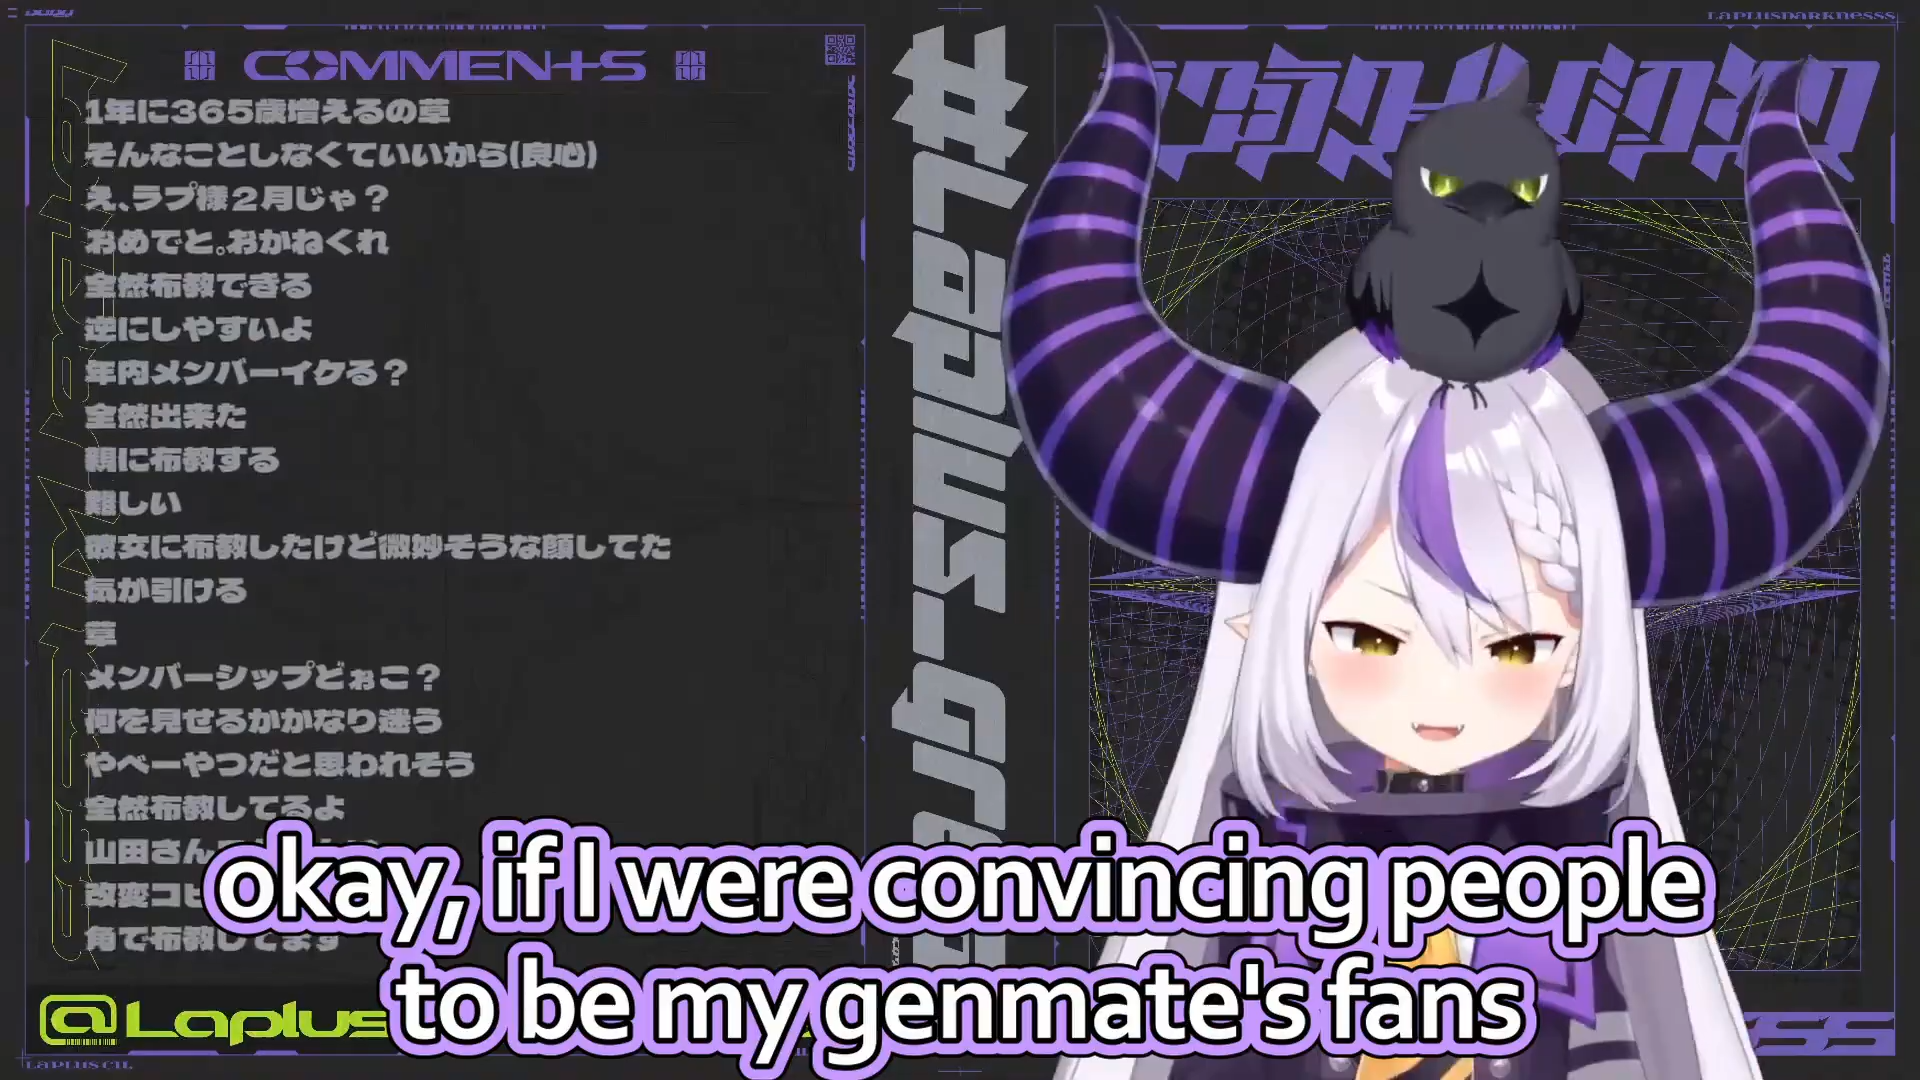 LAPLUSDARKNESSS
COMMENTS
1年に365歳増えるの草
そんなことしなくていいから(良心)
え、ラプ様2月じゃ?
おめでと。おかねくれ
全然布教できる
逆にしやすいよ
年内メンバーイケる?
全然出来た
親に布教する
難しい
彼女に布教したけど微妙そうな顔してた
気が引ける
草
メンバーシップどぉこ?
何を見せるかかなり迷う
やべーやつだと思われそう
全然布教してるよ
山田さん
改変コピ
角で布教してます
#Laplus_gra
okay, if I were convincing people
to be my genmate's fans
@Laplus